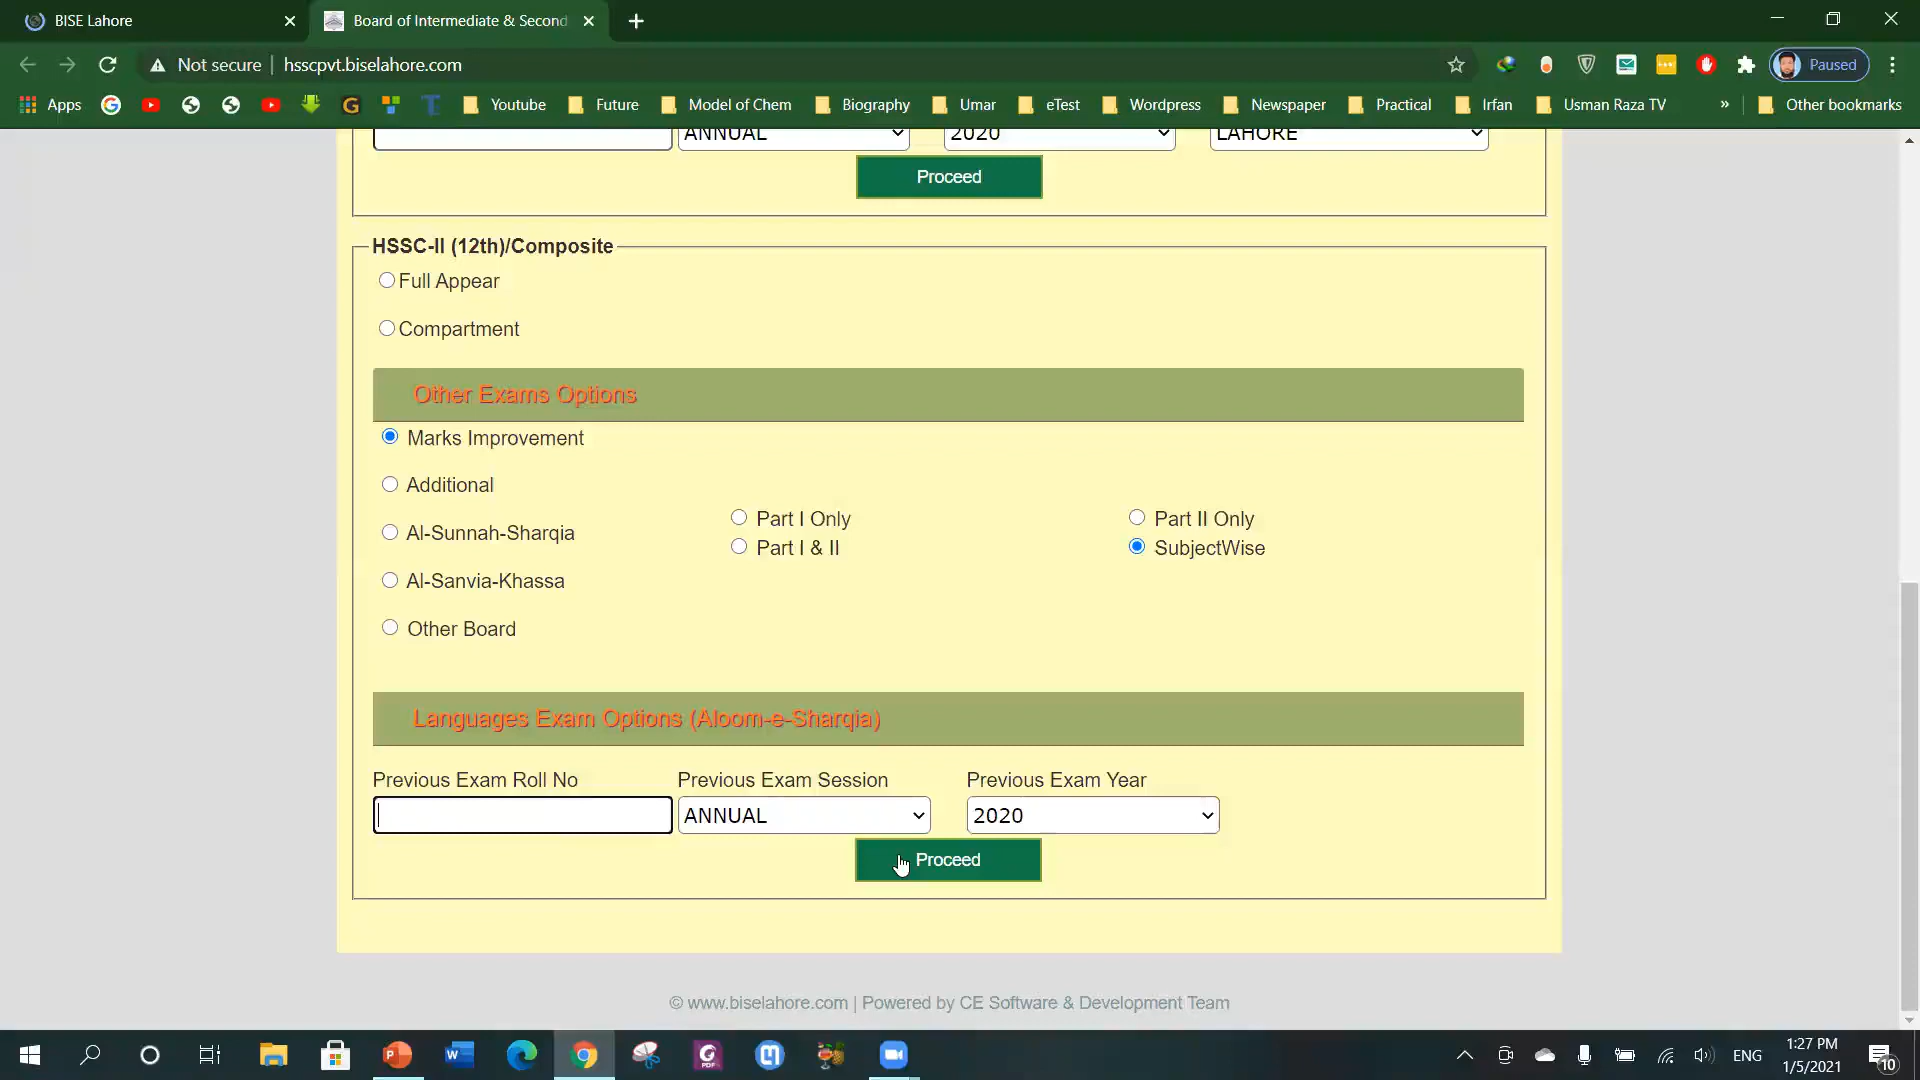 BISE Lahore
Board of Intermediate & Second
Not secure
hsscpvt.biselahore.com
Paused
Apps
Youtube
Future
Model of Chem
Biography
Umar
eTest
Wordpress
Newspaper
Practical
Irfan
Usman Raza TV
»
Other bookmarks
ANNUAL
2020
LAHORE
Proceed
HSSC-II (12th)/Composite
Full Appear
Compartment
Other Exams Options
Marks Improvement
Additional
Part I Only
Part II Only
Al-Sunnah-Sharqia
Part I & II
SubjectWise
Al-Sanvia-Khassa
Other Board
Languages Exam Options (Aloom-e-Sharqia)
Previous Exam Roll No
Previous Exam Session
Previous Exam Year
ANNUAL
2020
Proceed
© www.biselahore.com | Powered by CE Software & Development Team
ENG
1:27 PM
1/5/2021
10